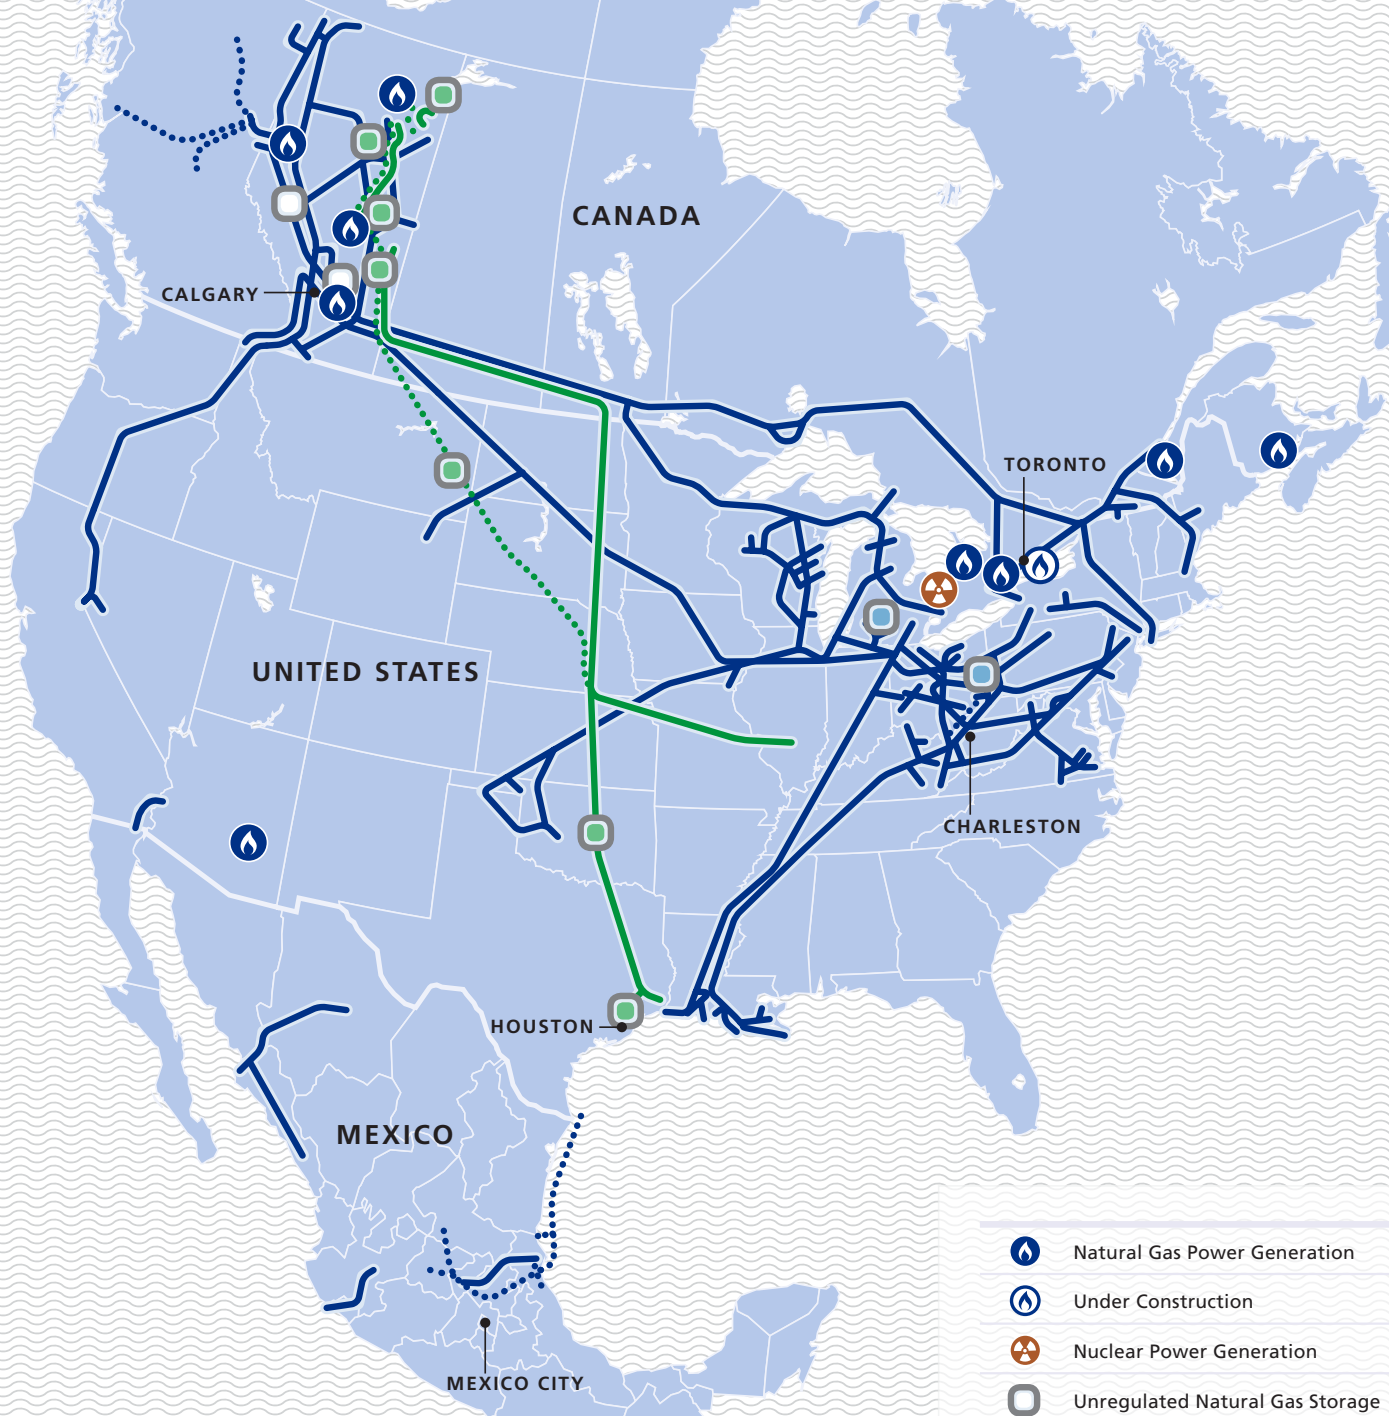 CANADA
CALGARY
TORONTO
UNITED STATES
CHARLESTON
HOUSTON
MEXICO
MEXICO CITY
Natural Gas Power Generation
Under Construction
Nuclear Power Generation
Unregulated Natural Gas Storage